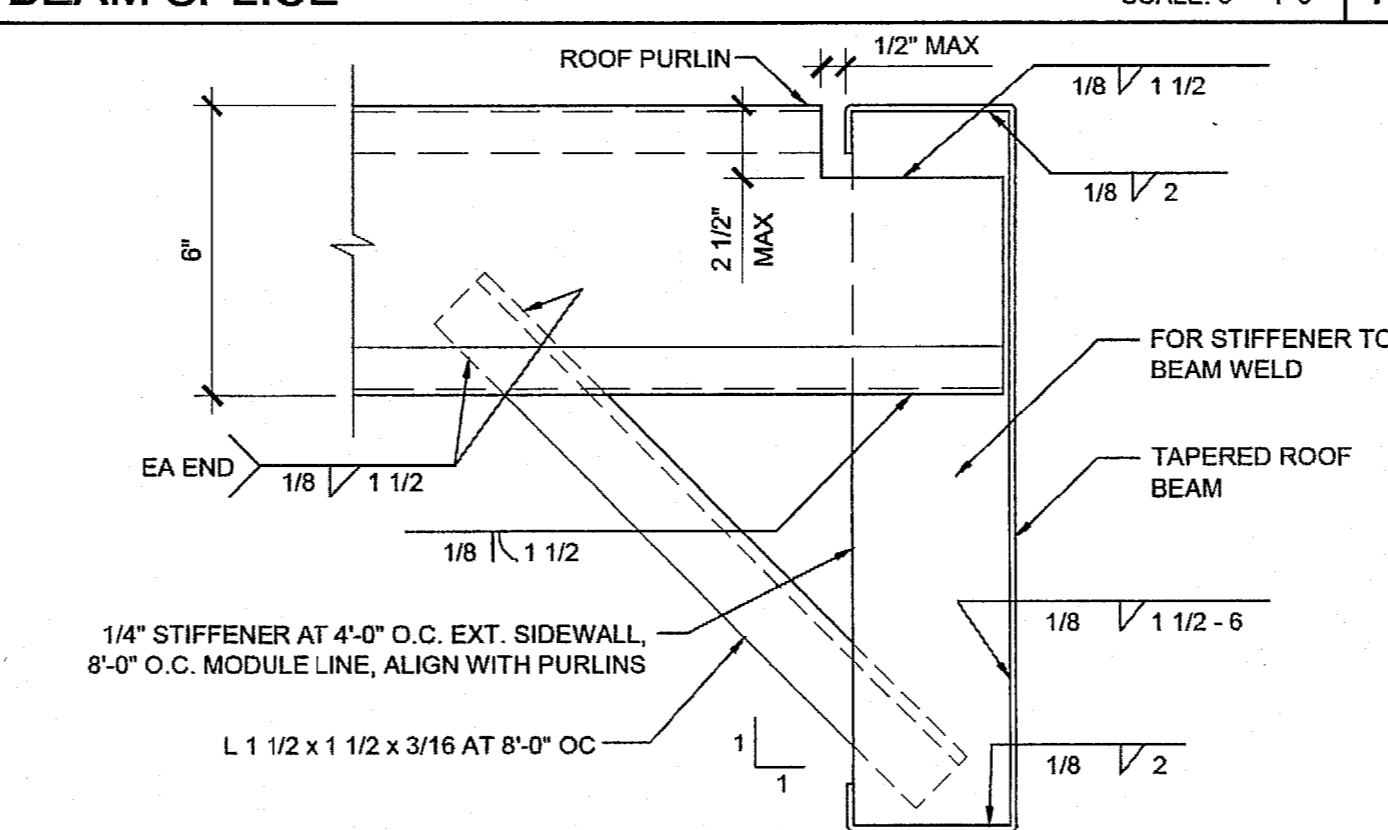 ROOF PURLIN
1/2" MAX
1/8 1 1/2
1/8 2
6"
2 1/2"
MAX
FOR STIFFENER TO
BEAM WELD
TAPERED ROOF
BEAM
EA END
1/8 1 1/2
1/8 1 1/2
1/4" STIFFENER AT 4'-0" O.C. EXT. SIDEWALL,
8'-0" O.C. MODULE LINE, ALIGN WITH PURLINS
1/8 1 1/2 - 6
L 1 1/2 x 1 1/2 x 3/16 AT 8'-0" OC
1
1
1/8 2